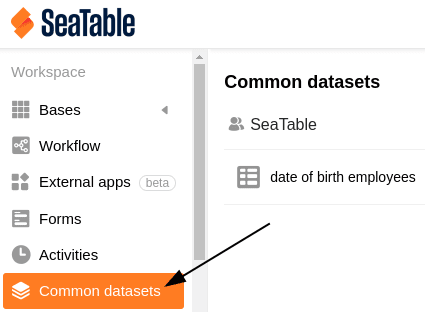 SeaTable
Workspace
Bases
Workflow
External apps beta
Forms
Activities
Common datasets
Common datasets
SeaTable
date of birth employees